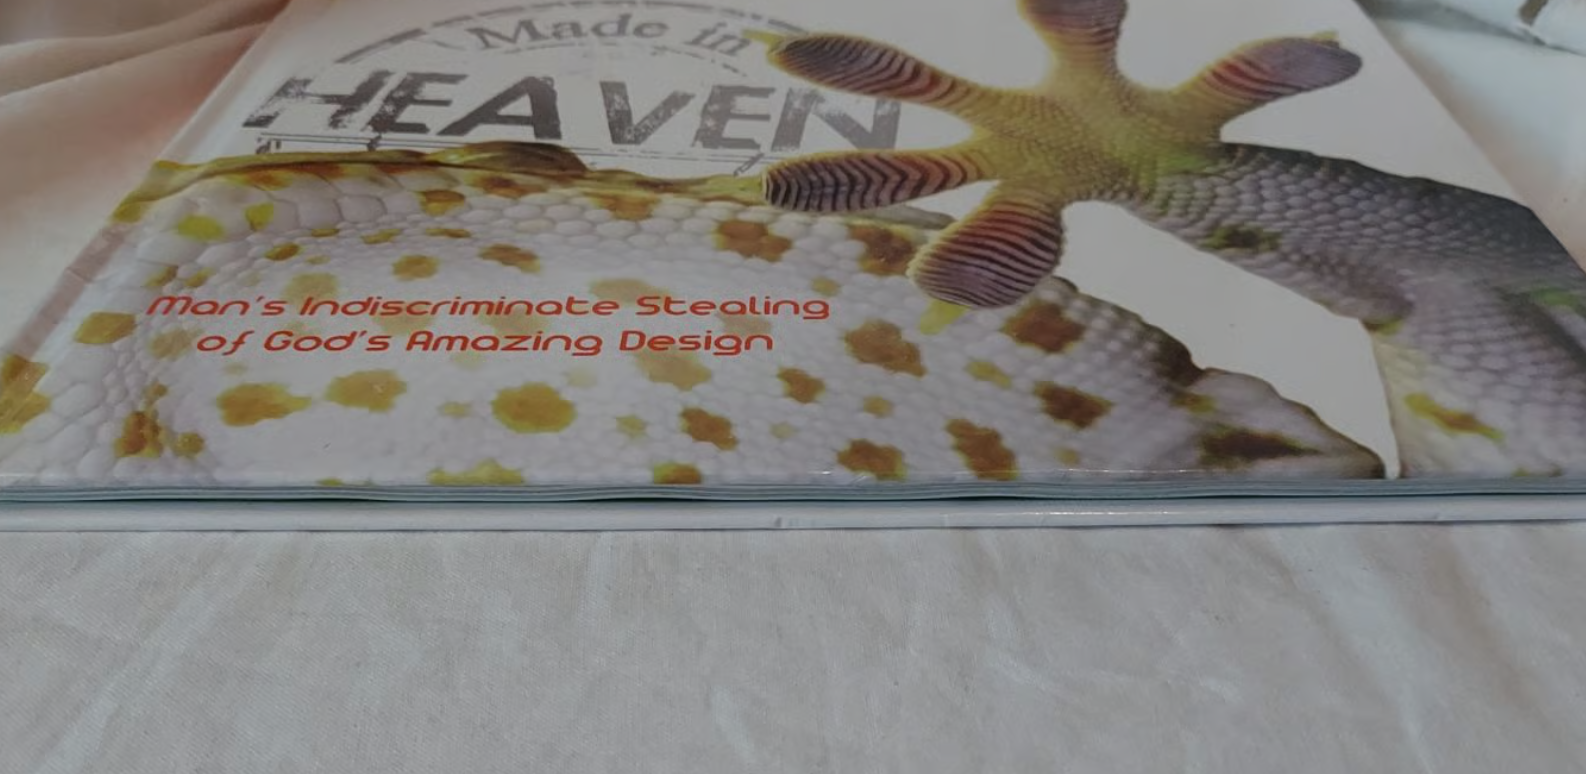 Made in
HEAVEN
Man's Indiscriminate Stealing
of God's Amazing Design